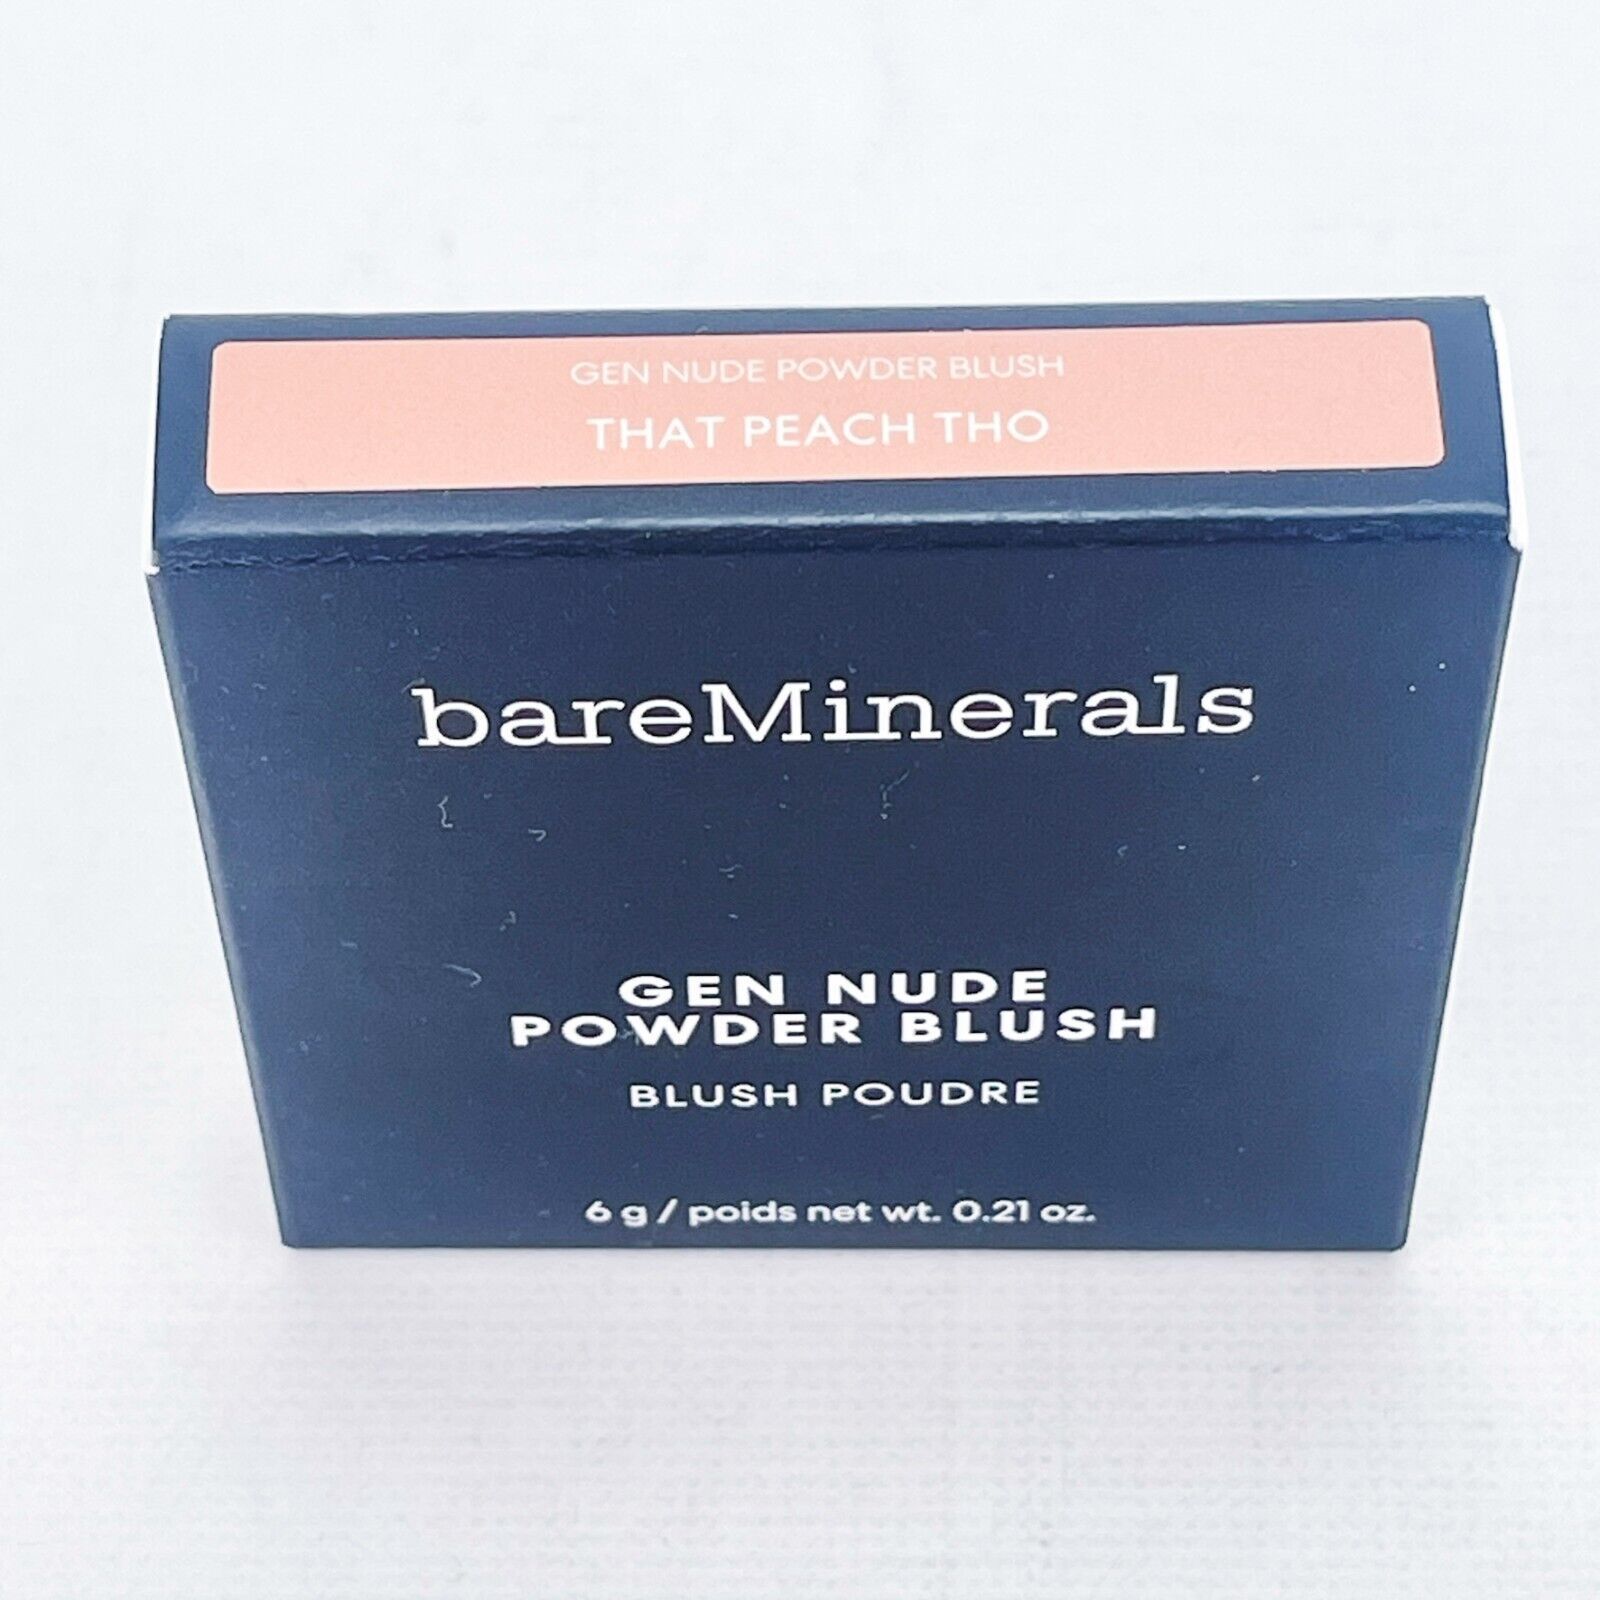 GEN NUDE POWDER BLUSH
THAT PEACH THO
bareMinerals
GEN NUDE
POWDER BLUSH
BLUSH POUDRE
6 g / poids net wt. 0.21 oz.